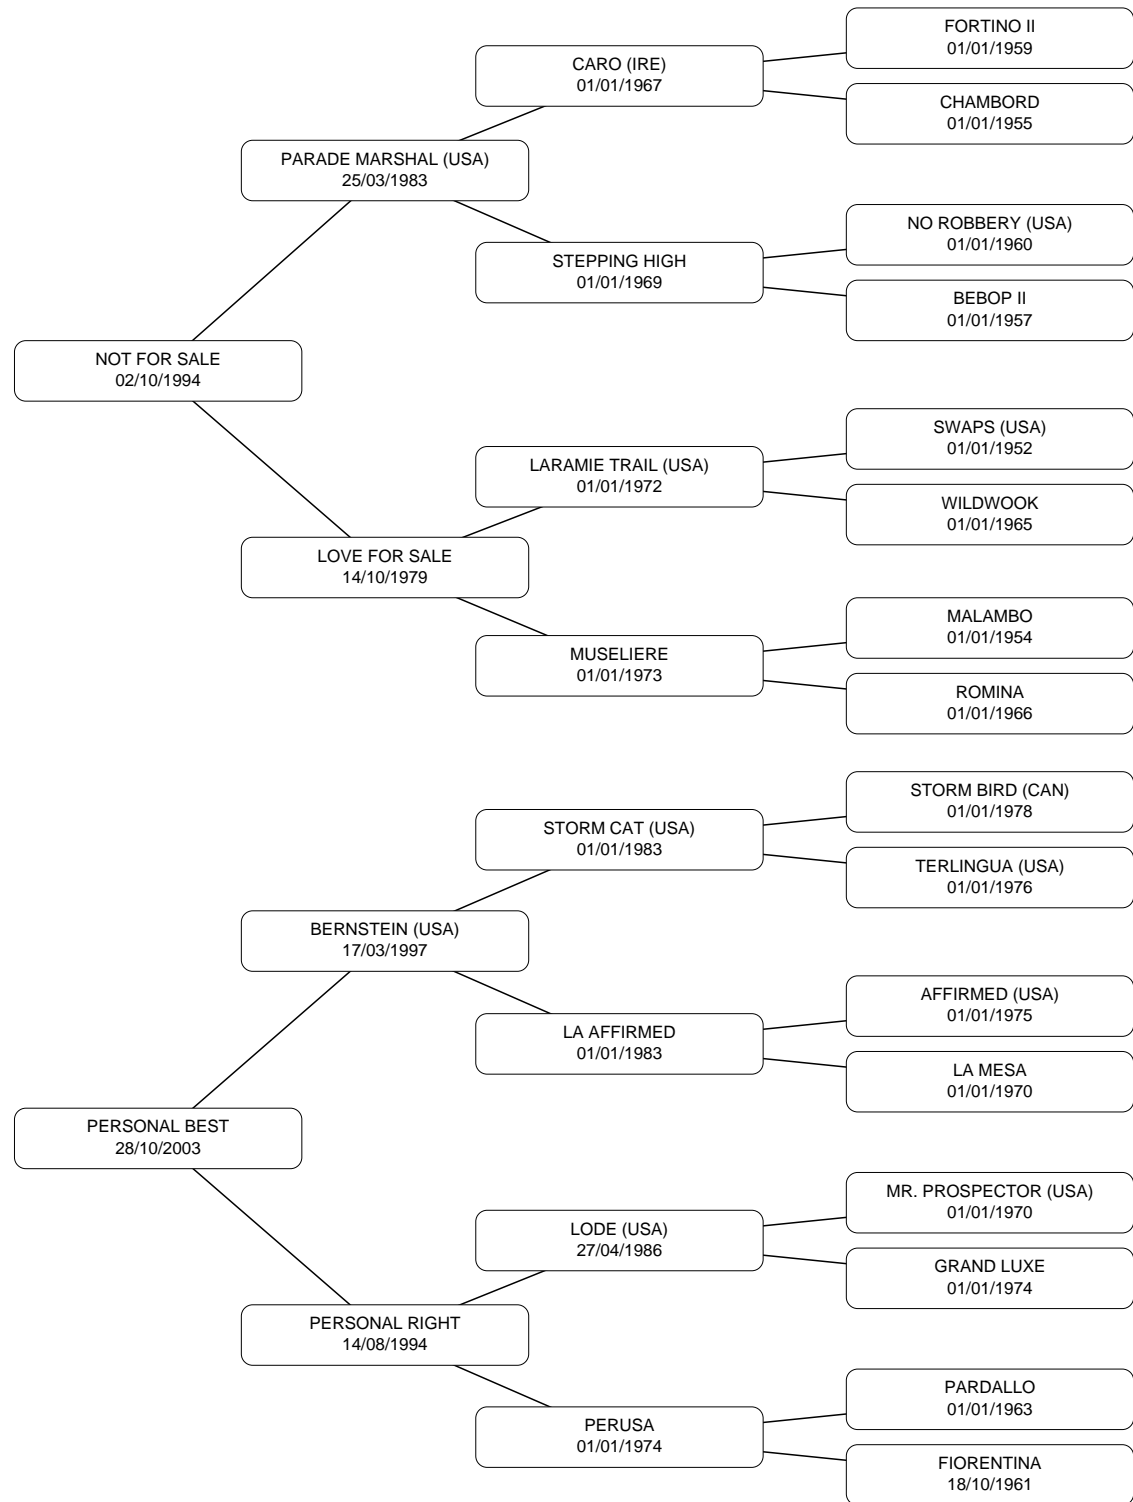 FORTINO II
01/01/1959
CARO (IRE)
01/01/1967
CHAMBORD
01/01/1955
PARADE MARSHAL (USA)
25/03/1983
NO ROBBERY (USA)
01/01/1960
STEPPING HIGH
01/01/1969
BEBOP II
01/01/1957
NOT FOR SALE
02/10/1994
SWAPS (USA)
01/01/1952
LARAMIE TRAIL (USA)
01/01/1972
WILDWOOK
01/01/1965
LOVE FOR SALE
14/10/1979
MALAMBO
01/01/1954
MUSELIERE
01/01/1973
ROMINA
01/01/1966
STORM BIRD (CAN)
01/01/1978
STORM CAT (USA)
01/01/1983
TERLINGUA (USA)
01/01/1976
BERNSTEIN (USA)
17/03/1997
AFFIRMED (USA)
01/01/1975
LA AFFIRMED
01/01/1983
LA MESA
01/01/1970
PERSONAL BEST
28/10/2003
MR. PROSPECTOR (USA)
01/01/1970
LODE (USA)
27/04/1986
GRAND LUXE
01/01/1974
PERSONAL RIGHT
14/08/1994
PARDALLO
01/01/1963
PERUSA
01/01/1974
FIORENTINA
18/10/1961